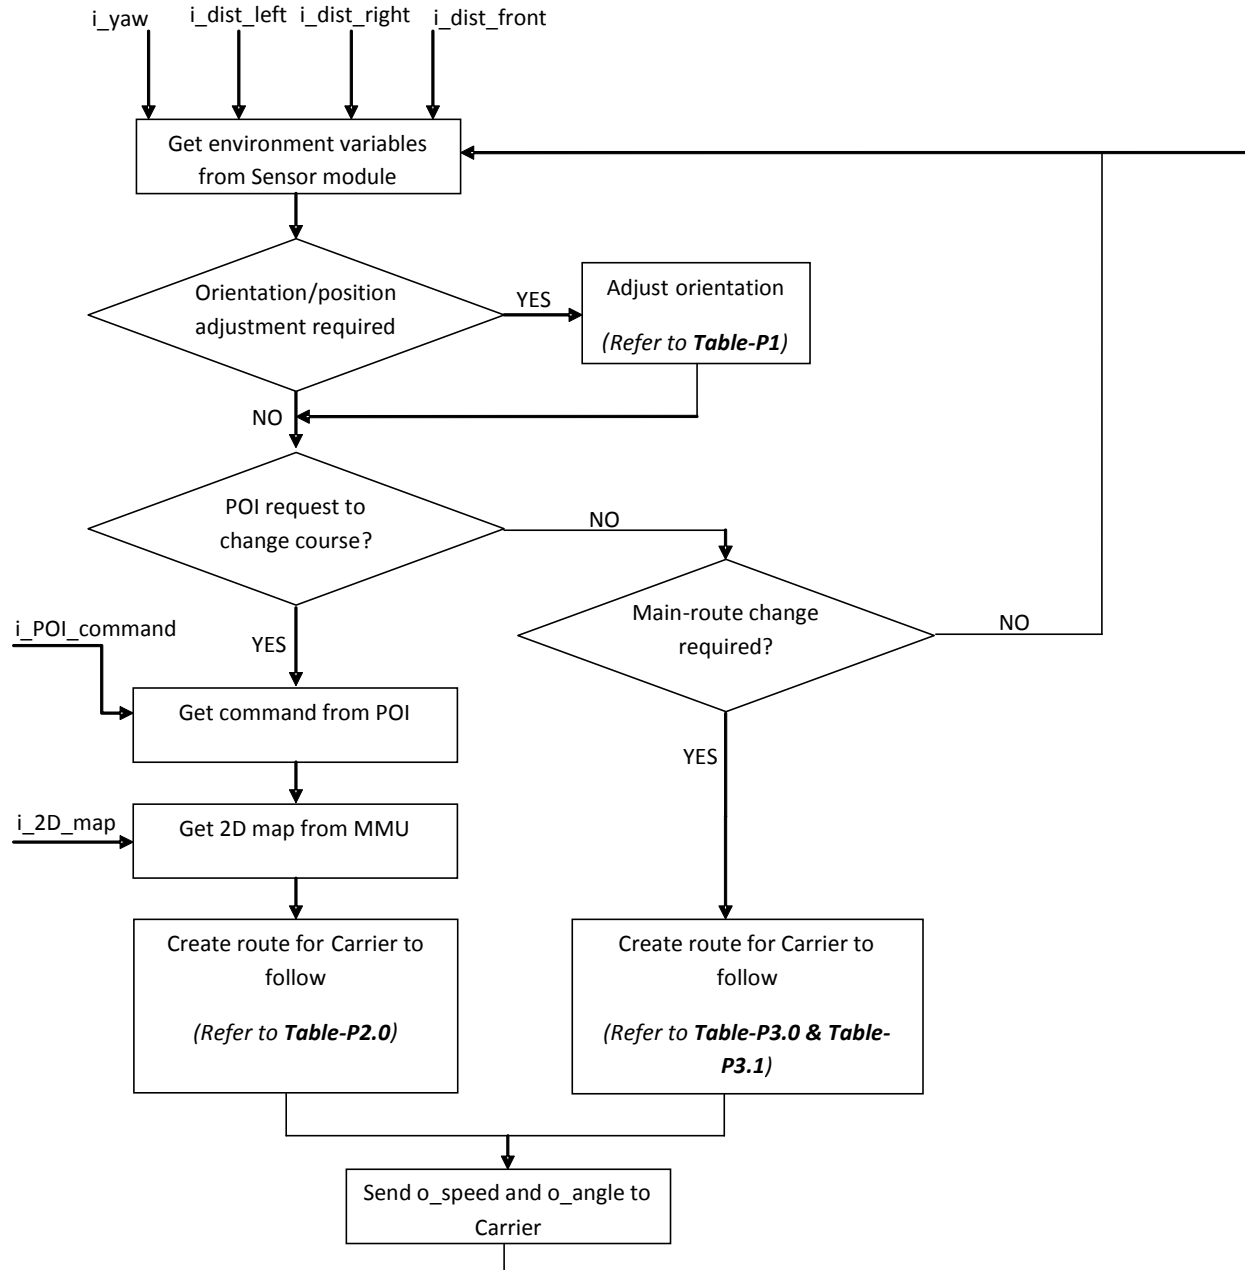 i_yaw
i_dist_left
i_dist_right
i_dist_front
Get environment variables
from Sensor module
Orientation/position
adjustment required
YES
Adjust orientation
(Refer to Table-P1)
NO
POI request to
change course?
NO
Main-route change
required?
NO
i_POI_command
YES
Get command from POI
YES
i_2D_map
Get 2D map from MMU
Create route for Carrier to
follow
(Refer to Table-P2.0)
Create route for Carrier to
follow
(Refer to Table-P3.0 & Table-
P3.1)
Send o_speed and o_angle to
Carrier